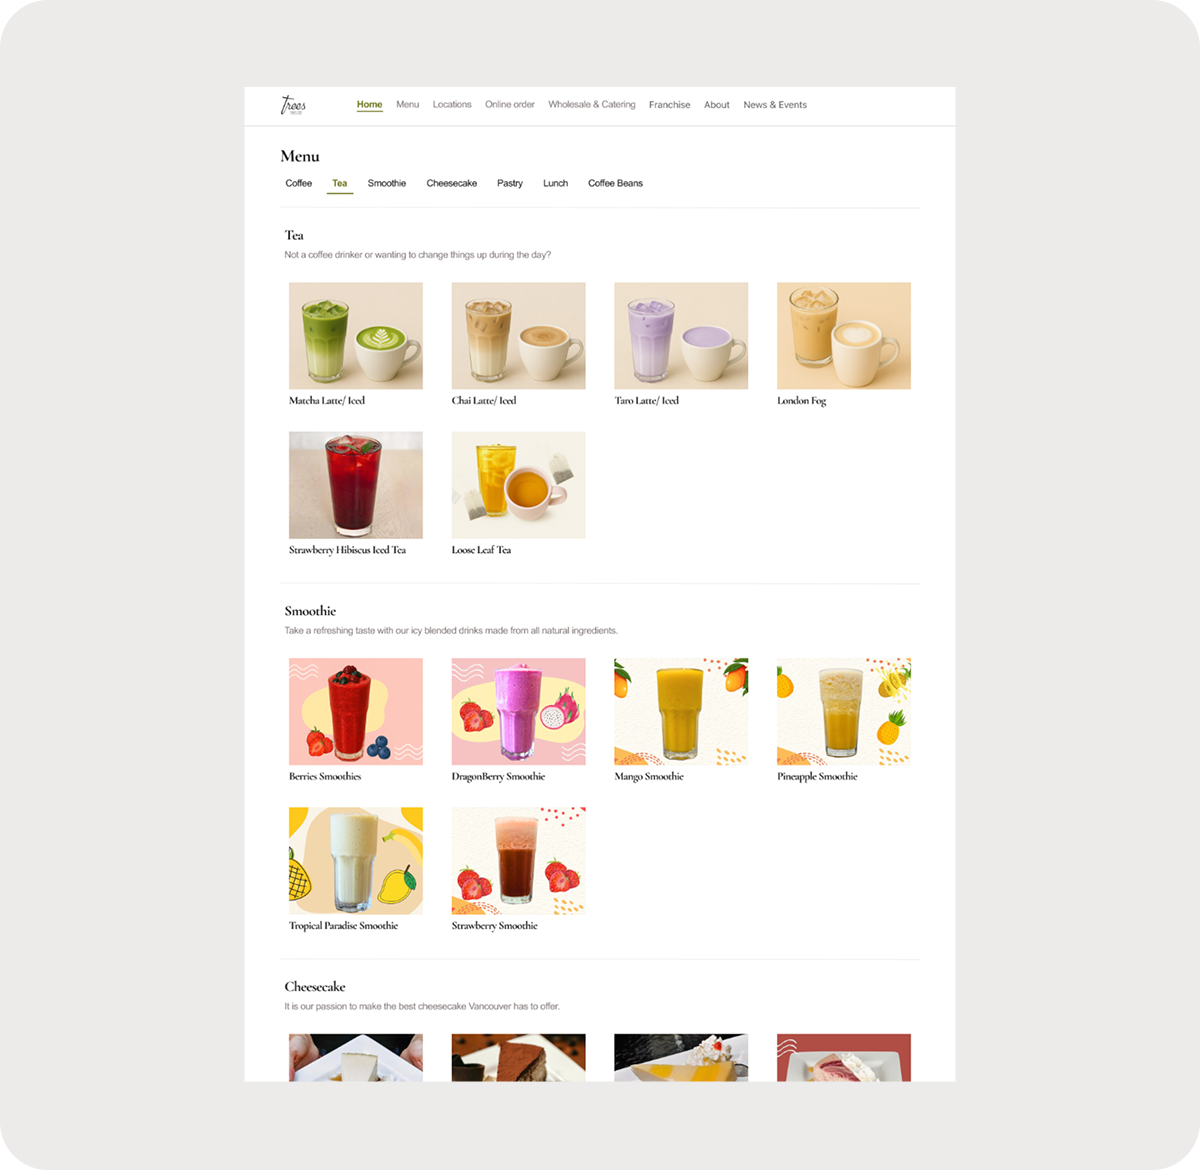 Trees
Home Menu Locations Online order Wholesale & Catering Franchise About News & Events
Menu
Coffee Tea Smoothie Cheesecake Pastry Lunch Coffee Beans
Tea
Not a coffee drinker or wanting to change things up during the day?
Matcha Latte/ Iced Chai Latte/ Iced Taro Latte/ Iced London Fog
Strawberry Hibiscus Iced Tea Loose Leaf Tea
Smoothie
Take a refreshing taste with our icy blended drinks made from all natural ingredients.
Berries Smoothies DragonBerry Smoothie Mango Smoothie Pineapple Smoothie
Tropical Paradise Smoothie Strawberry Smoothie
Cheesecake
It is our passion to make the best cheesecake Vancouver has to offer.